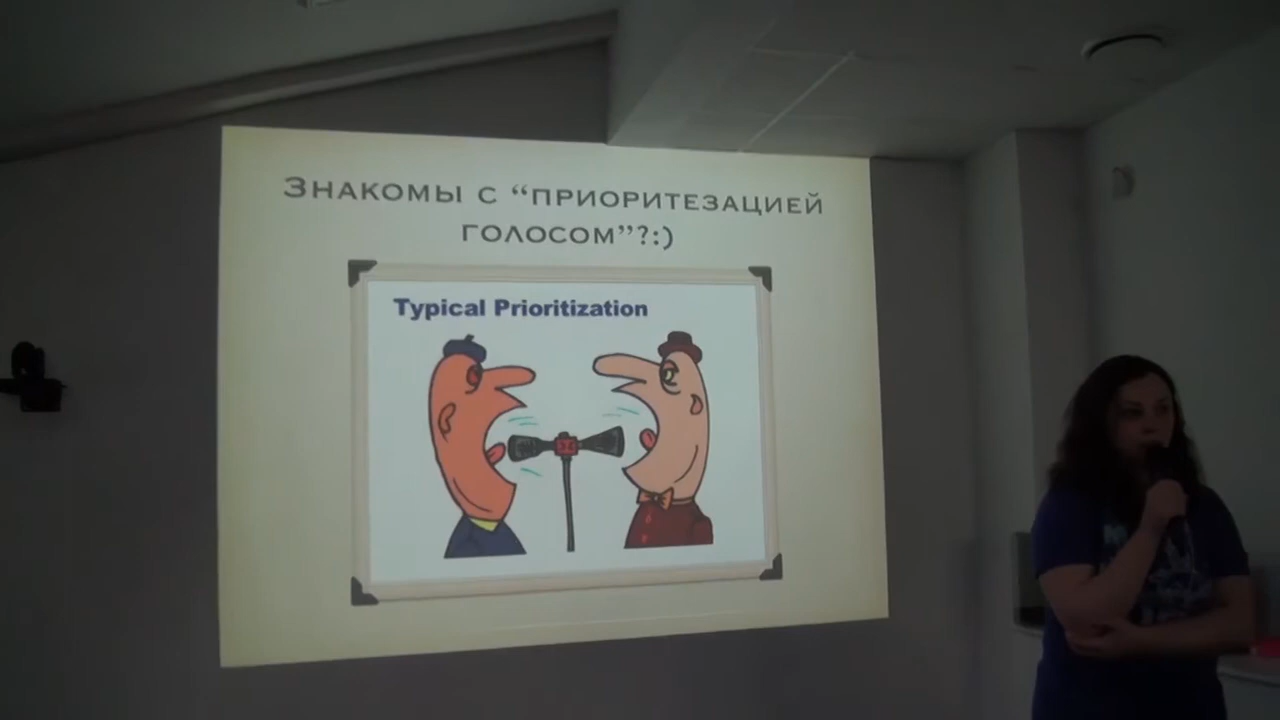 Знакомы с “приоритезацией
голосом”?:)
Typical Prioritization